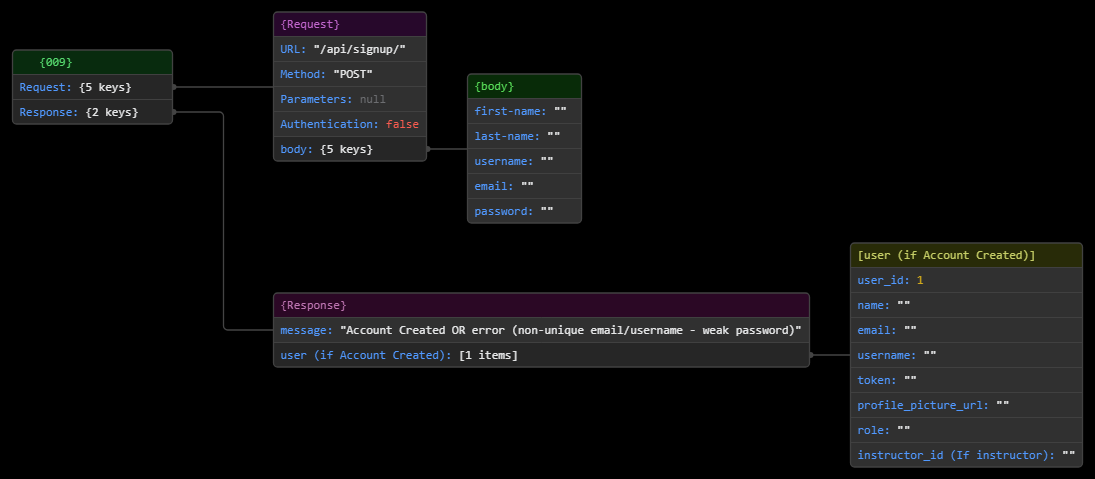 {009}
Request: {5 keys}
Response: {2 keys}
{Request}
URL: "/api/signup/"
Method: "POST"
Parameters: null
Authentication: false
body: {5 keys}
{body}
first-name: ""
last-name: ""
username: ""
email: ""
password: ""
{Response}
message: "Account Created OR error (non-unique email/username - weak password)"
user (if Account Created): [1 items]
[user (if Account Created)]
user_id: 1
name: ""
email: ""
username: ""
token: ""
profile_picture_url: ""
role: ""
instructor_id (If instructor): ""